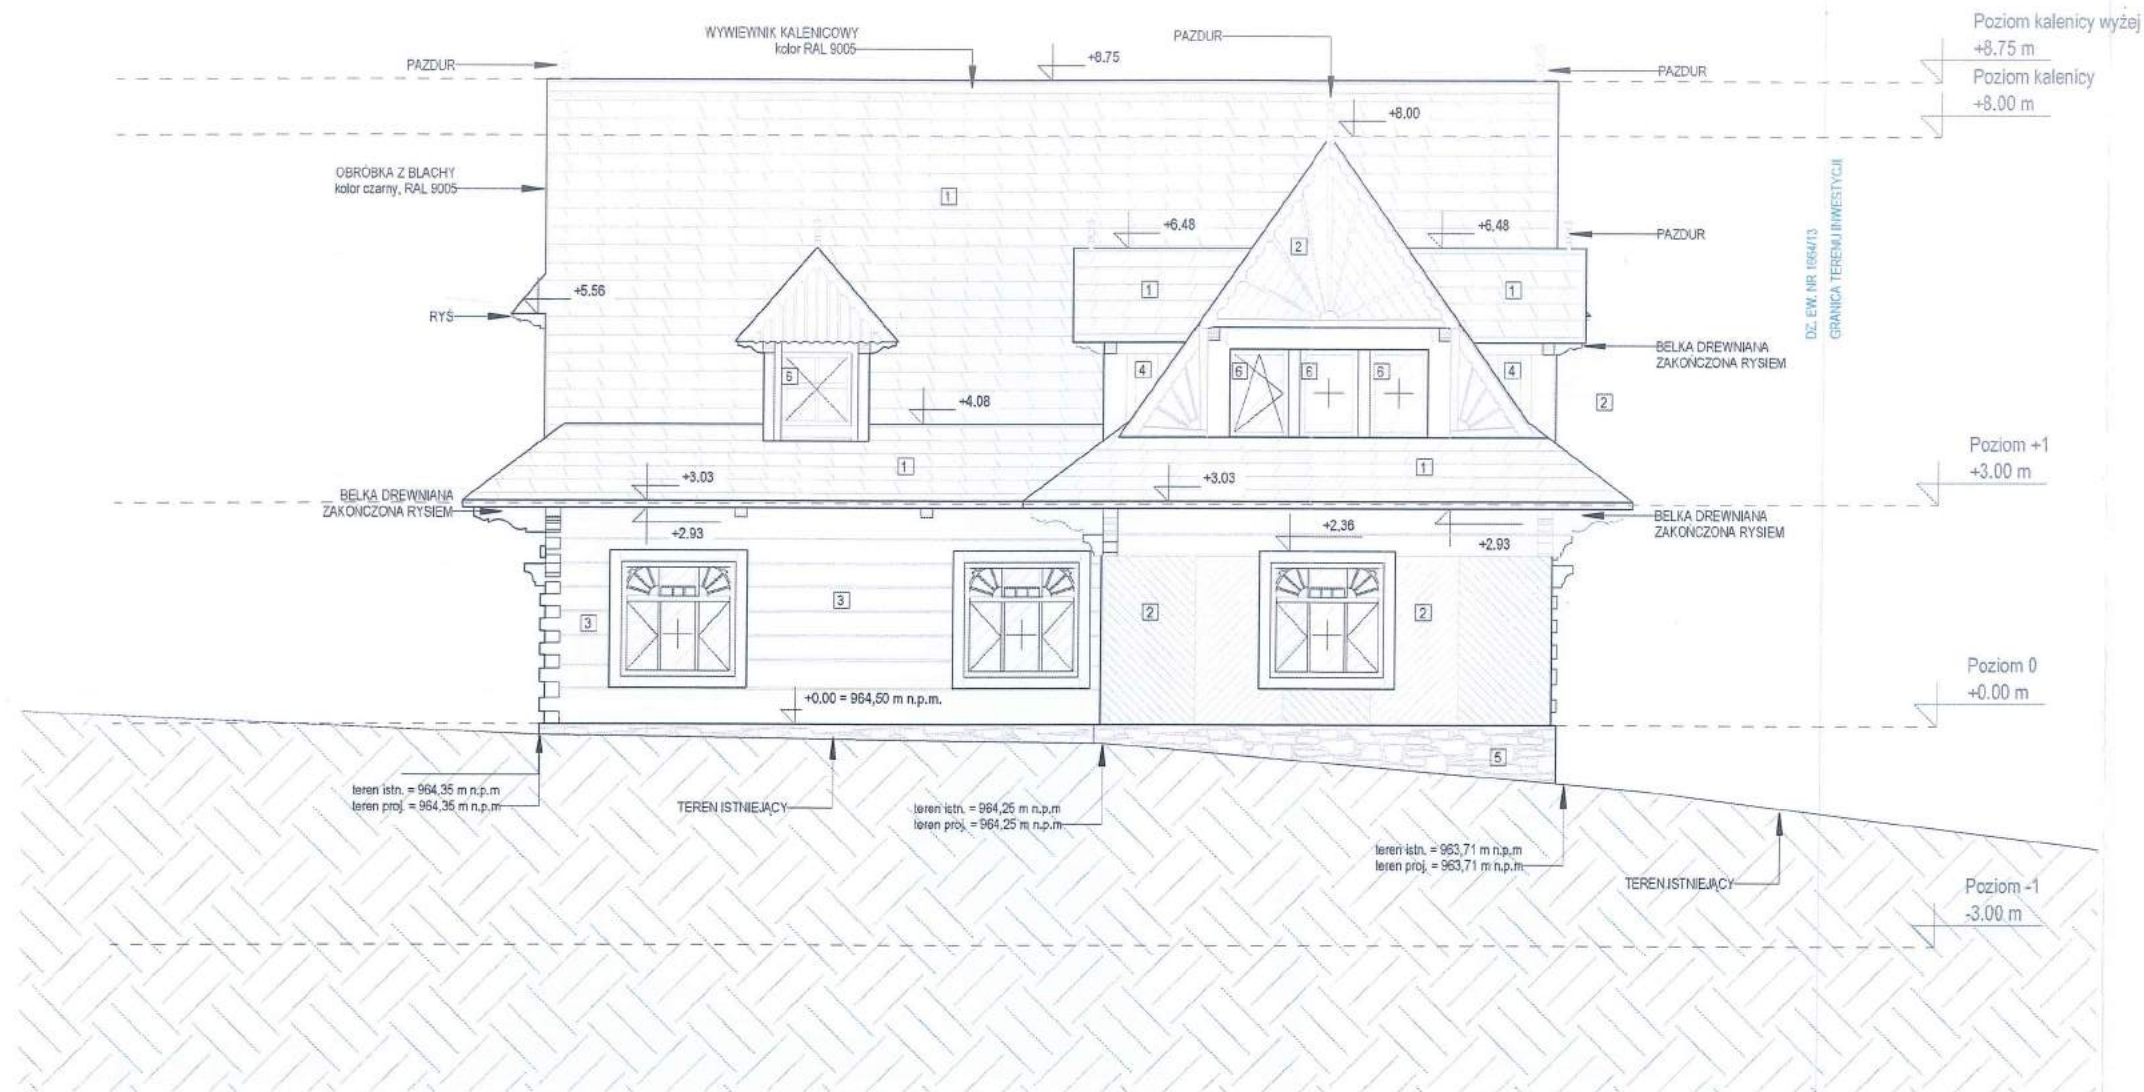 WYWIEWNIK KALENICOWY
kolor RAL 9005
PAZDUR
Poziom kalenicy wyżej
+8.75 m
PAZDUR
+8.75
PAZDUR
Poziom kalenicy
+8.00 m
+8.00
OBRÓBKA Z BLACHY
kolor czarny, RAL 9005
1
DZ. EW. NR 1664/13
GRANICA TERENU INWESTYCJI
+6.48
+6.48
PAZDUR
2
+5.56
1
1
RYŚ
BELKA DREWNIANA
ZAKOŃCZONA RYSIEM
6
4
6
6
6
4
+4.08
2
Poziom +1
+3.00 m
1
1
+3.03
+3.03
BELKA DREWNIANA
ZAKOŃCZONA RYSIEM
BELKA DREWNIANA
ZAKOŃCZONA RYSIEM
+2.93
+2.36
+2.93
3
3
2
2
Poziom 0
+0.00 m
+0.00 = 964,50 m n.p.m.
5
teren istn. = 964,35 m n.p.m
teren proj. = 964,35 m n.p.m
TEREN ISTNIEJĄCY
teren istn. = 964,25 m n.p.m
teren proj. = 964,25 m n.p.m
teren istn. = 963,71 m n.p.m
teren proj. = 963,71 m n.p.m
TEREN ISTNIEJĄCY
Poziom -1
-3.00 m